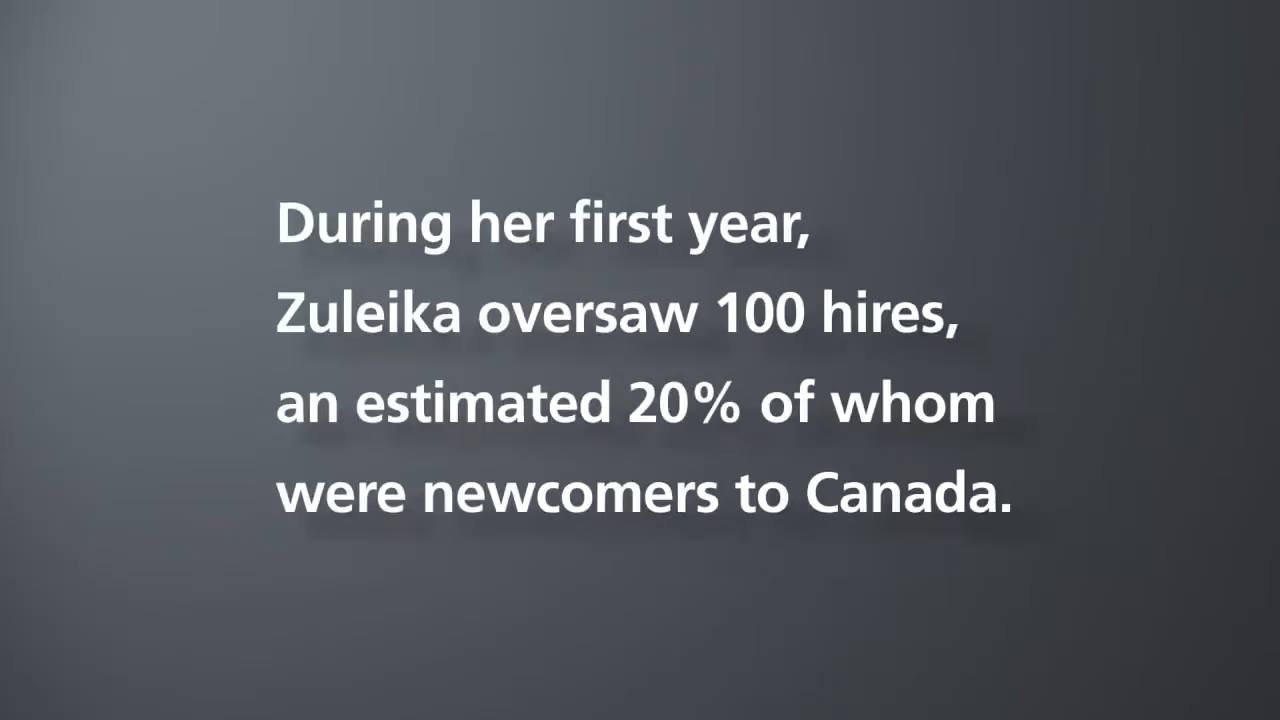 During her first year,
Zuleika oversaw 100 hires,
an estimated 20% of whom
were newcomers to Canada.